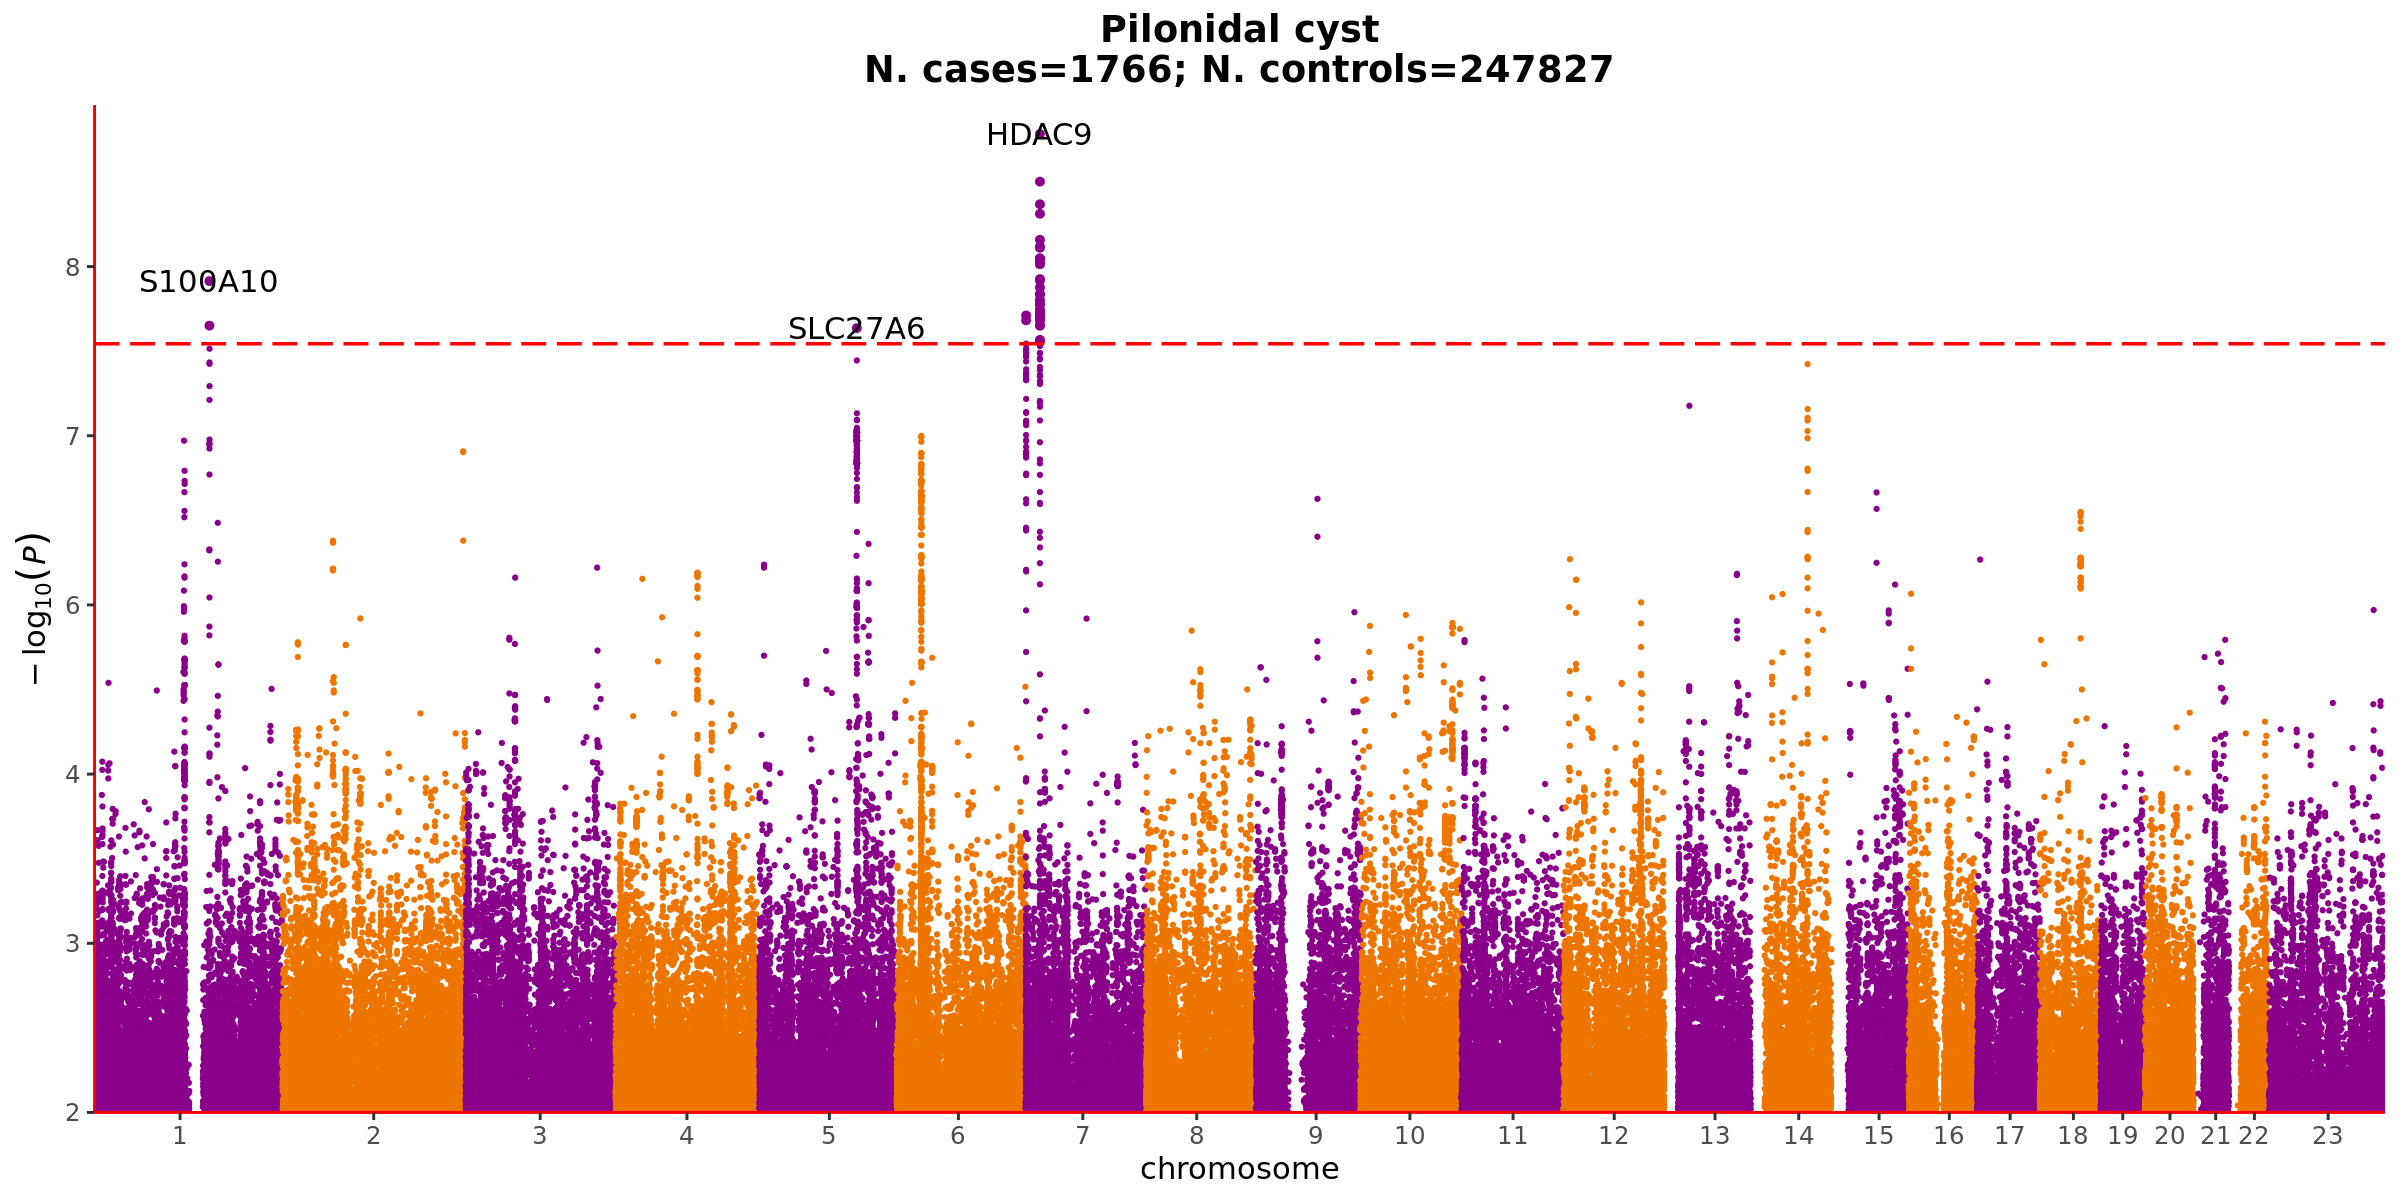 Pilonidal cyst
N. cases=1766; N. controls=247827
HDAC9
S100A10
SLC27A6
8
7
6
4
3
2
−log10(P)
1 2 3 4 5 6 7 8 9 10 11 12 13 14 15 16 17 18 19 20 21 22 23
chromosome